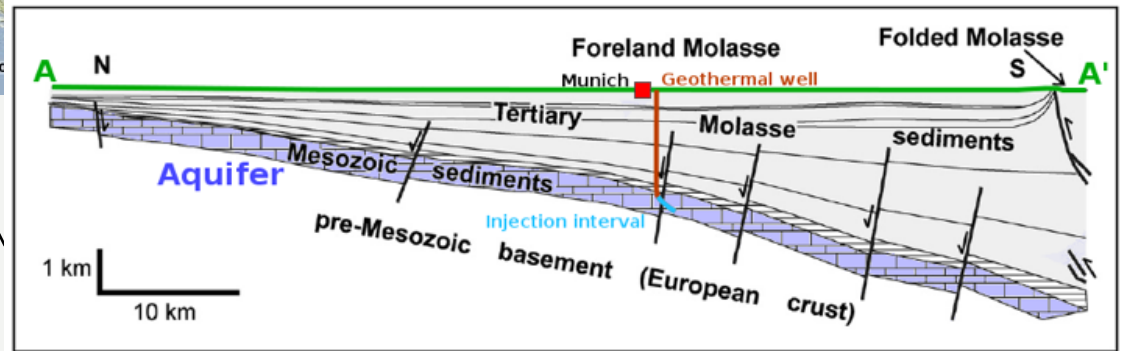 Foreland Molasse
Folded Molasse
A
N
Munich
Geothermal well
S
A'
Tertiary
Molasse
sediments
Mesozoic
sediments
Aquifer
Injection interval
pre-Mesozoic basement (European crust)
1 km
10 km